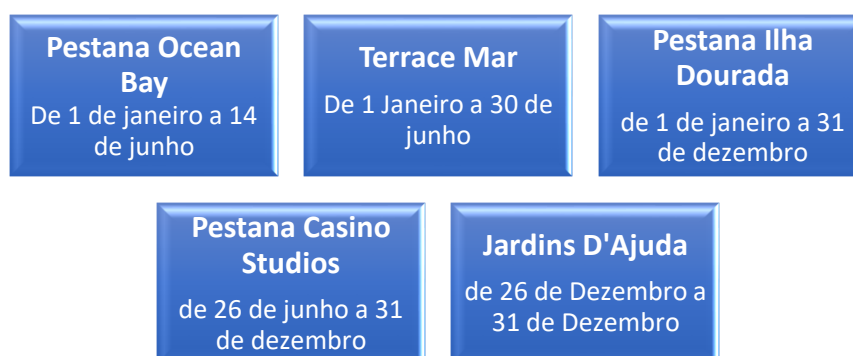 Pestana Ocean
Bay
De 1 de janeiro a 14
de junho
Terrace Mar
De 1 Janeiro a 30 de
junho
Pestana Ilha
Dourada
de 1 de janeiro a 31
de dezembro
Pestana Casino
Studios
de 26 de junho a 31
de dezembro
Jardins D'Ajuda
de 26 de Dezembro a
31 de Dezembro